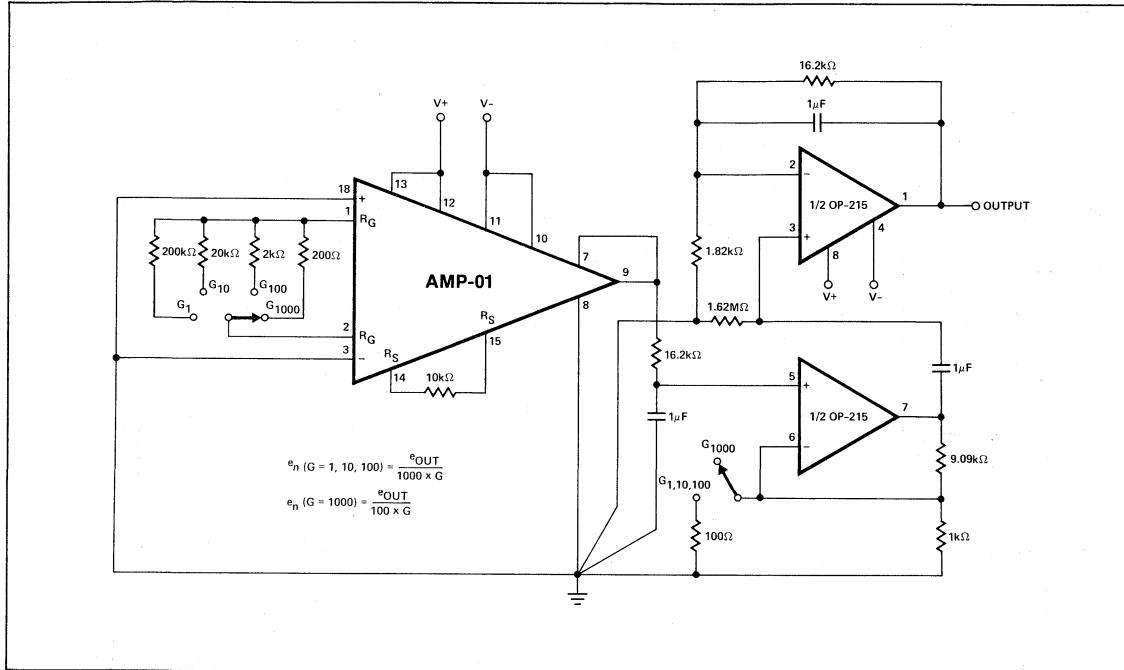 16.2kΩ
1μF
V+
V–
13
12
11
10
18
+
1
RG
200kΩ
20kΩ
2kΩ
200Ω
G1
G10
G100
G1000
2
RG
3
–
AMP-01
RS
14
RS
15
10kΩ
7
9
8
2
–
3
+
1/2 OP-215
1
8
4
V+
V–
OUTPUT
1.82kΩ
1.62MΩ
16.2kΩ
1μF
5
+
6
–
1/2 OP-215
7
1μF
9.09kΩ
1kΩ
G1000
G1,10,100
100Ω
en (G = 1, 10, 100) = eOUT / 1000 × G
en (G = 1000) = eOUT / 100 × G